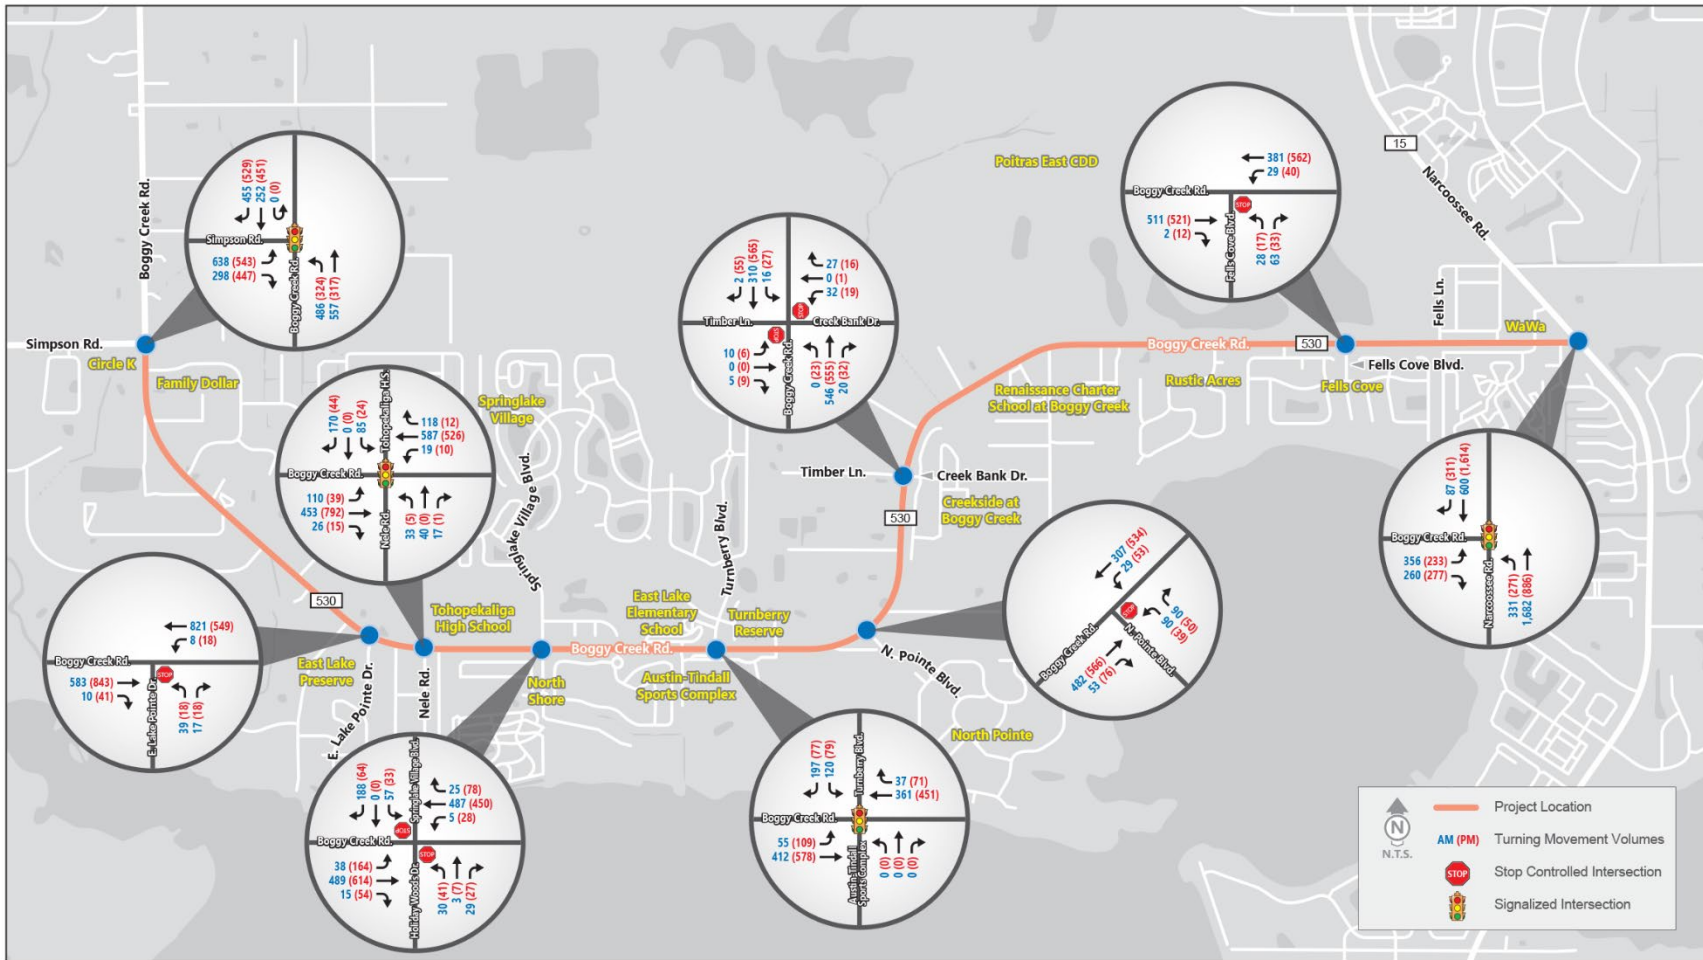 Boggy Creek Rd.
Simpson Rd.
Circle K
Family Dollar
455 (529)
252 (451)
0 (0)
Simpson Rd.
638 (543)
298 (447)
Boggy Creek Rd.
486 (324)
557 (317)
Springlake
Village
Springlake Village Blvd.
170 (44)
0 (0)
85 (24)
Tohopekaliga H.S.
118 (12)
587 (526)
19 (10)
Boggy Creek Rd.
110 (39)
453 (792)
26 (15)
Nele Rd.
33 (5)
40 (0)
17 (1)
530
Tohopekaliga
High School
East Lake
Preserve
E. Lake Pointe Dr.
Nele Rd.
821 (549)
8 (18)
Boggy Creek Rd.
STOP
583 (843)
10 (41)
E. Lake Pointe Dr.
39 (18)
17 (18)
North
Shore
188 (64)
0 (0)
57 (33)
Springlake Village Blvd.
25 (78)
487 (450)
5 (28)
STOP
Boggy Creek Rd.
STOP
38 (164)
489 (614)
15 (54)
Holiday Woods Dr.
30 (41)
3 (7)
29 (27)
Boggy Creek Rd.
East Lake
Elementary
School
Turnberry Blvd.
Turnberry
Reserve
Austin-Tindall
Sports Complex
197 (77)
120 (79)
Turnberry Blvd.
37 (71)
361 (451)
Boggy Creek Rd.
55 (109)
412 (578)
Austin-Tindall
Sports Complex
0 (0)
0 (0)
0 (0)
N. Pointe Blvd.
North Pointe
307 (534)
29 (53)
STOP
90 (50)
90 (39)
Boggy Creek Rd.
N. Pointe Blvd.
482 (566)
53 (76)
2 (55)
310 (565)
16 (27)
27 (16)
0 (1)
32 (19)
STOP
Timber Ln.
Creek Bank Dr.
STOP
10 (6)
0 (0)
5 (9)
Boggy Creek Rd.
0 (23)
546 (555)
20 (32)
Timber Ln.
Creek Bank Dr.
Creekside at
Boggy Creek
530
Renaissance Charter
School at Boggy Creek
Poitras East CDD
Boggy Creek Rd.
530
Rustic Acres
Fells Cove
Fells Cove Blvd.
381 (562)
29 (40)
Boggy Creek Rd.
STOP
511 (521)
2 (12)
Fells Cove Blvd.
28 (17)
63 (33)
Fells Ln.
WaWa
15
Narcoossee Rd.
87 (311)
600 (1,614)
Boggy Creek Rd.
356 (233)
260 (277)
Narcoossee Rd.
331 (271)
1,682 (886)
N
N.T.S.
Project Location
AM (PM) Turning Movement Volumes
STOP Stop Controlled Intersection
Signalized Intersection